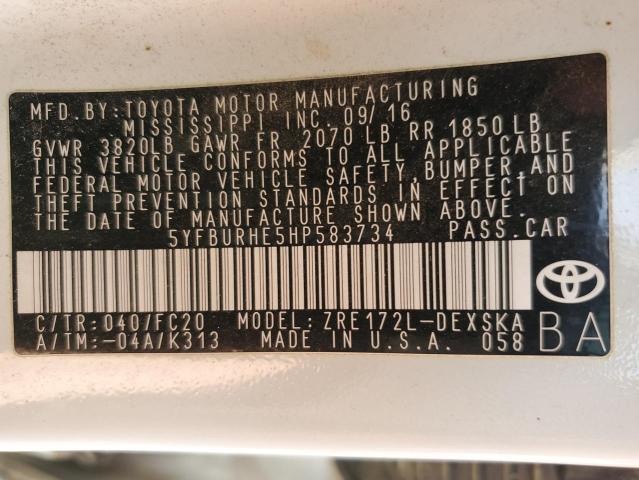 MFD.BY:TOYOTA MOTOR MANUFACTURING
MISSISSIPPI INC. 09/16
GVWR 3820LB GAWR FR 2070 LB RR 1850 LB
THIS VEHICLE CONFORMS TO ALL APPLICABLE
FEDERAL MOTOR VEHICLE SAFETY,BUMPER,AND
THEFT PREVENTION STANDARDS IN EFFECT ON
THE DATE OF MANUFACTURE SHOWN ABOVE.
5YFBURHE5HP583734 PASS.CAR
C/TR:040/FC20 MODEL:ZRE172L-DEXSKA
A/TM:-04A/K313 MADE IN U.S.A. 058
BA